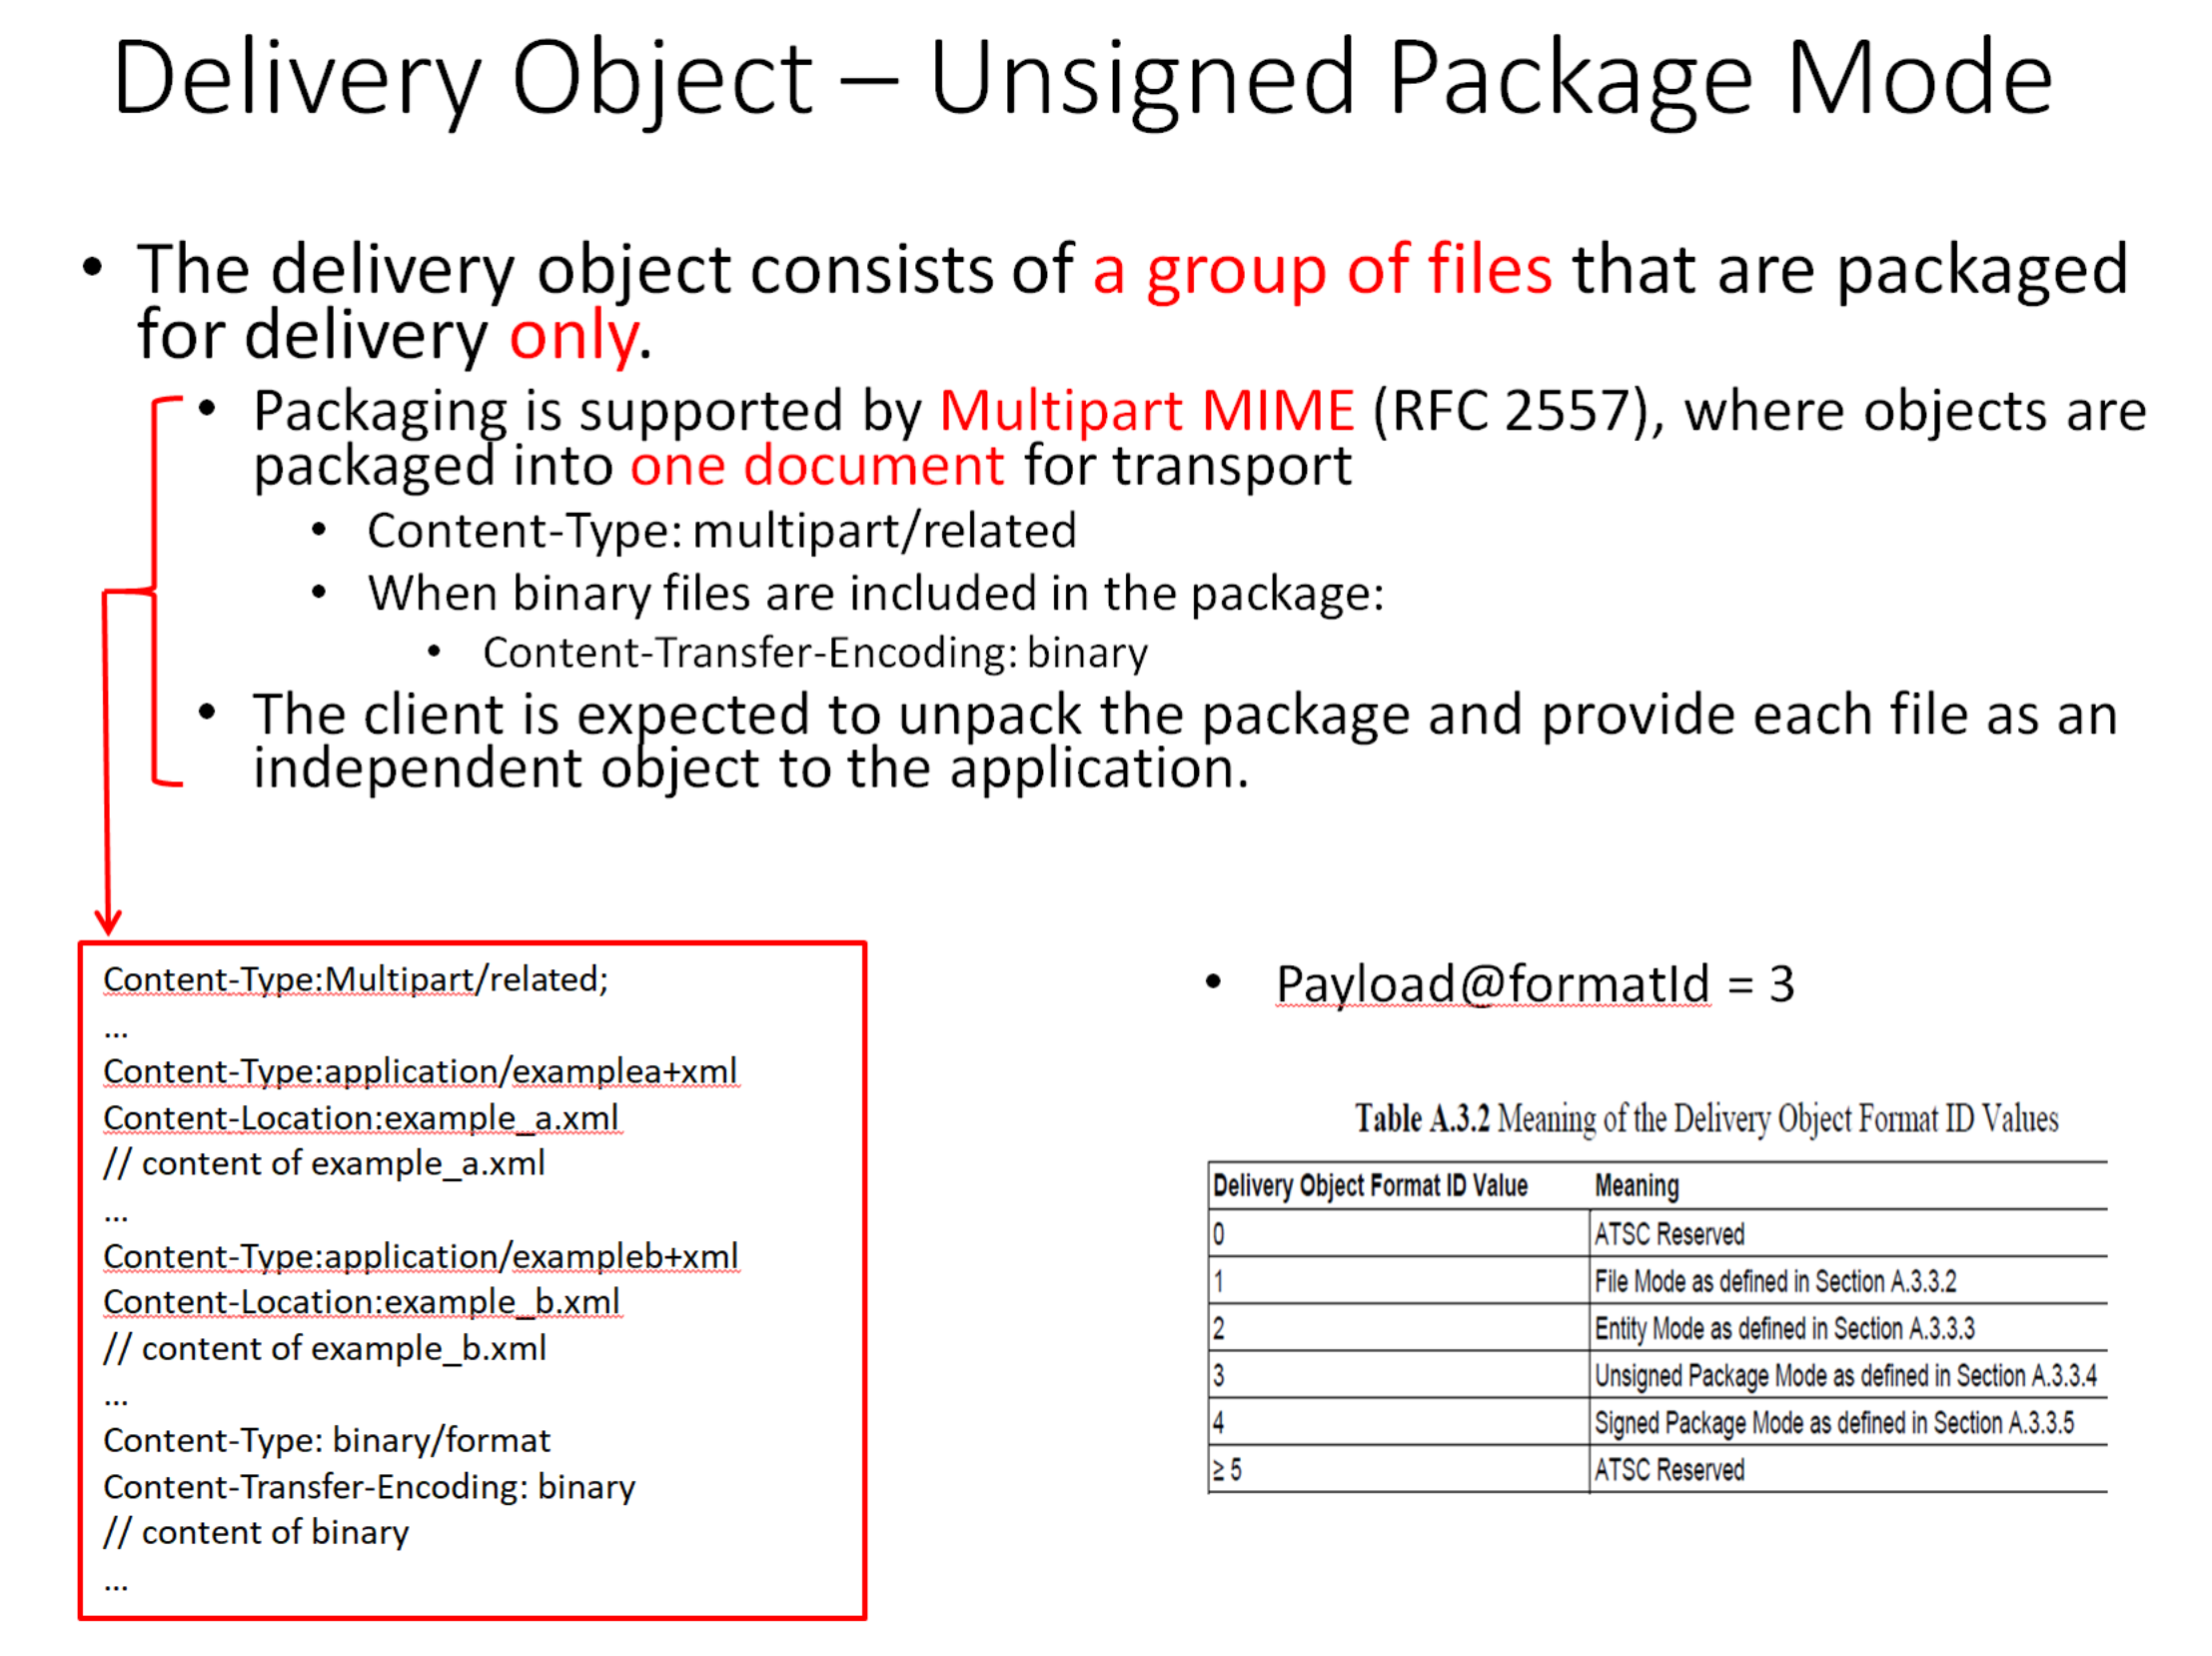 Delivery Object – Unsigned Package Mode
• The delivery object consists of a group of files that are packaged
for delivery only.
• Packaging is supported by Multipart MIME (RFC 2557), where objects are
packaged into one document for transport
• Content-Type: multipart/related
• When binary files are included in the package:
• Content-Transfer-Encoding: binary
• The client is expected to unpack the package and provide each file as an
independent object to the application.
Content-Type:Multipart/related;
...
Content-Type:application/examplea+xml
Content-Location:example_a.xml
// content of example_a.xml
...
Content-Type:application/exampleb+xml
Content-Location:example_b.xml
// content of example_b.xml
...
Content-Type: binary/format
Content-Transfer-Encoding: binary
// content of binary
...
• Payload@formatId = 3
Table A.3.2 Meaning of the Delivery Object Format ID Values
Delivery Object Format ID Value Meaning
0 ATSC Reserved
1 File Mode as defined in Section A.3.3.2
2 Entity Mode as defined in Section A.3.3.3
3 Unsigned Package Mode as defined in Section A.3.3.4
4 Signed Package Mode as defined in Section A.3.3.5
≥ 5 ATSC Reserved